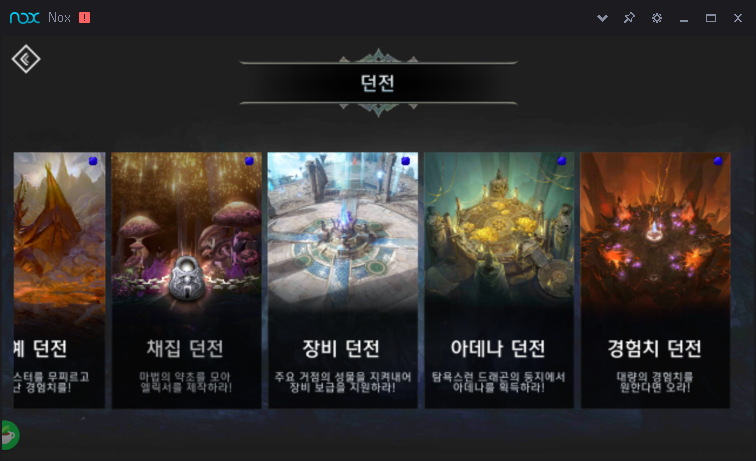 nox Nox
던전
예 던전
스터를 무찌르고
난 경험치를!
채집 던전
마법의 약초를 모아
엘릭서를 제작하라!
장비 던전
주요 거점의 성물을 지켜내어
장비 보급을 지원하라!
아데나 던전
탐욕스런 드래곤의 둥지에서
아데나를 획득하라!
경험치 던전
대량의 경험치를
원한다면 오라!